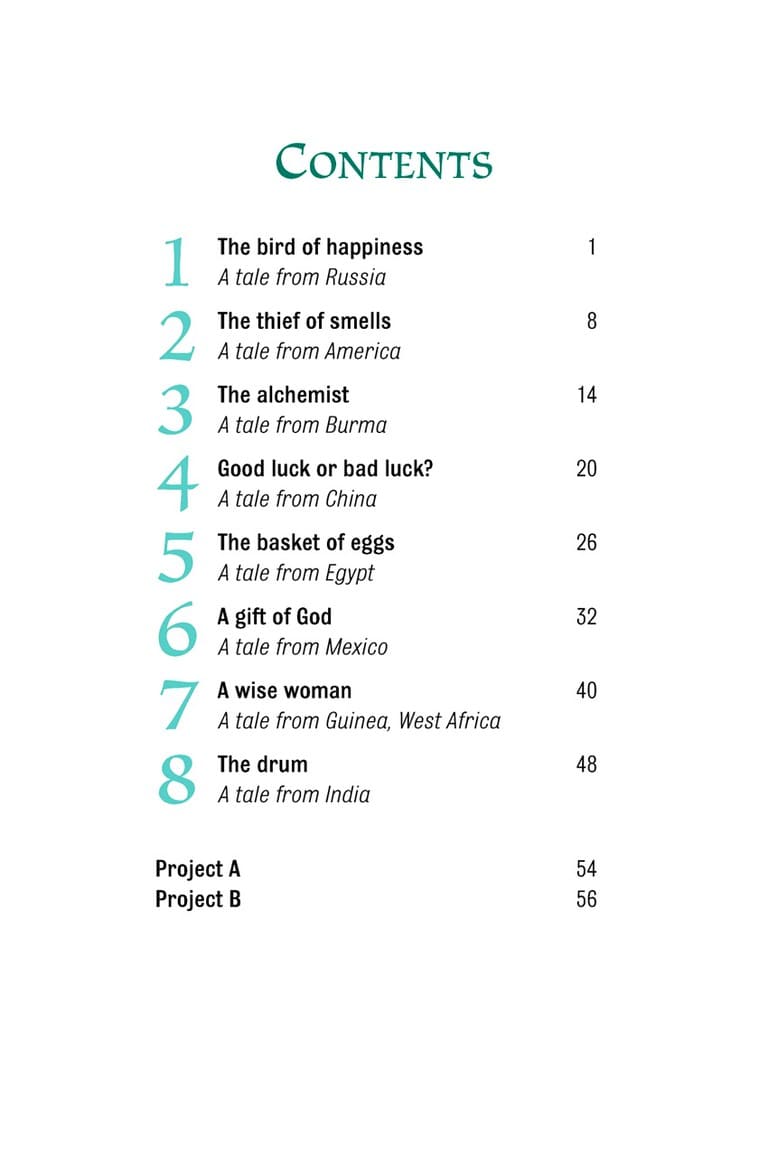 CONTENTS
1 The bird of happiness 1
A tale from Russia
2 The thief of smells 8
A tale from America
3 The alchemist 14
A tale from Burma
4 Good luck or bad luck? 20
A tale from China
5 The basket of eggs 26
A tale from Egypt
6 A gift of God 32
A tale from Mexico
7 A wise woman 40
A tale from Guinea, West Africa
8 The drum 48
A tale from India
Project A 54
Project B 56